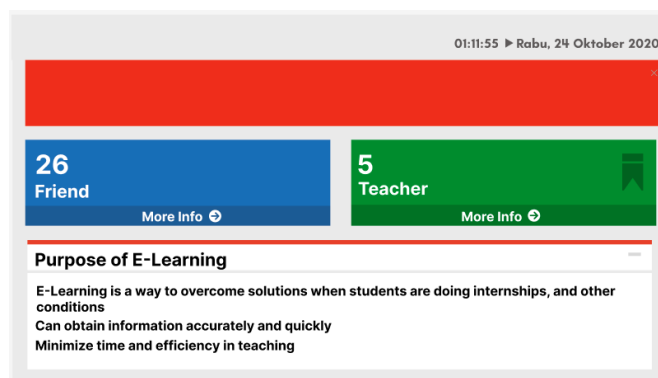 01:11:55 ▶ Rabu, 24 Oktober 2020
×
26
Friend
More Info
5
Teacher
More Info
Purpose of E-Learning
E-Learning is a way to overcome solutions when students are doing internships, and other
conditions
Can obtain information accurately and quickly
Minimize time and efficiency in teaching